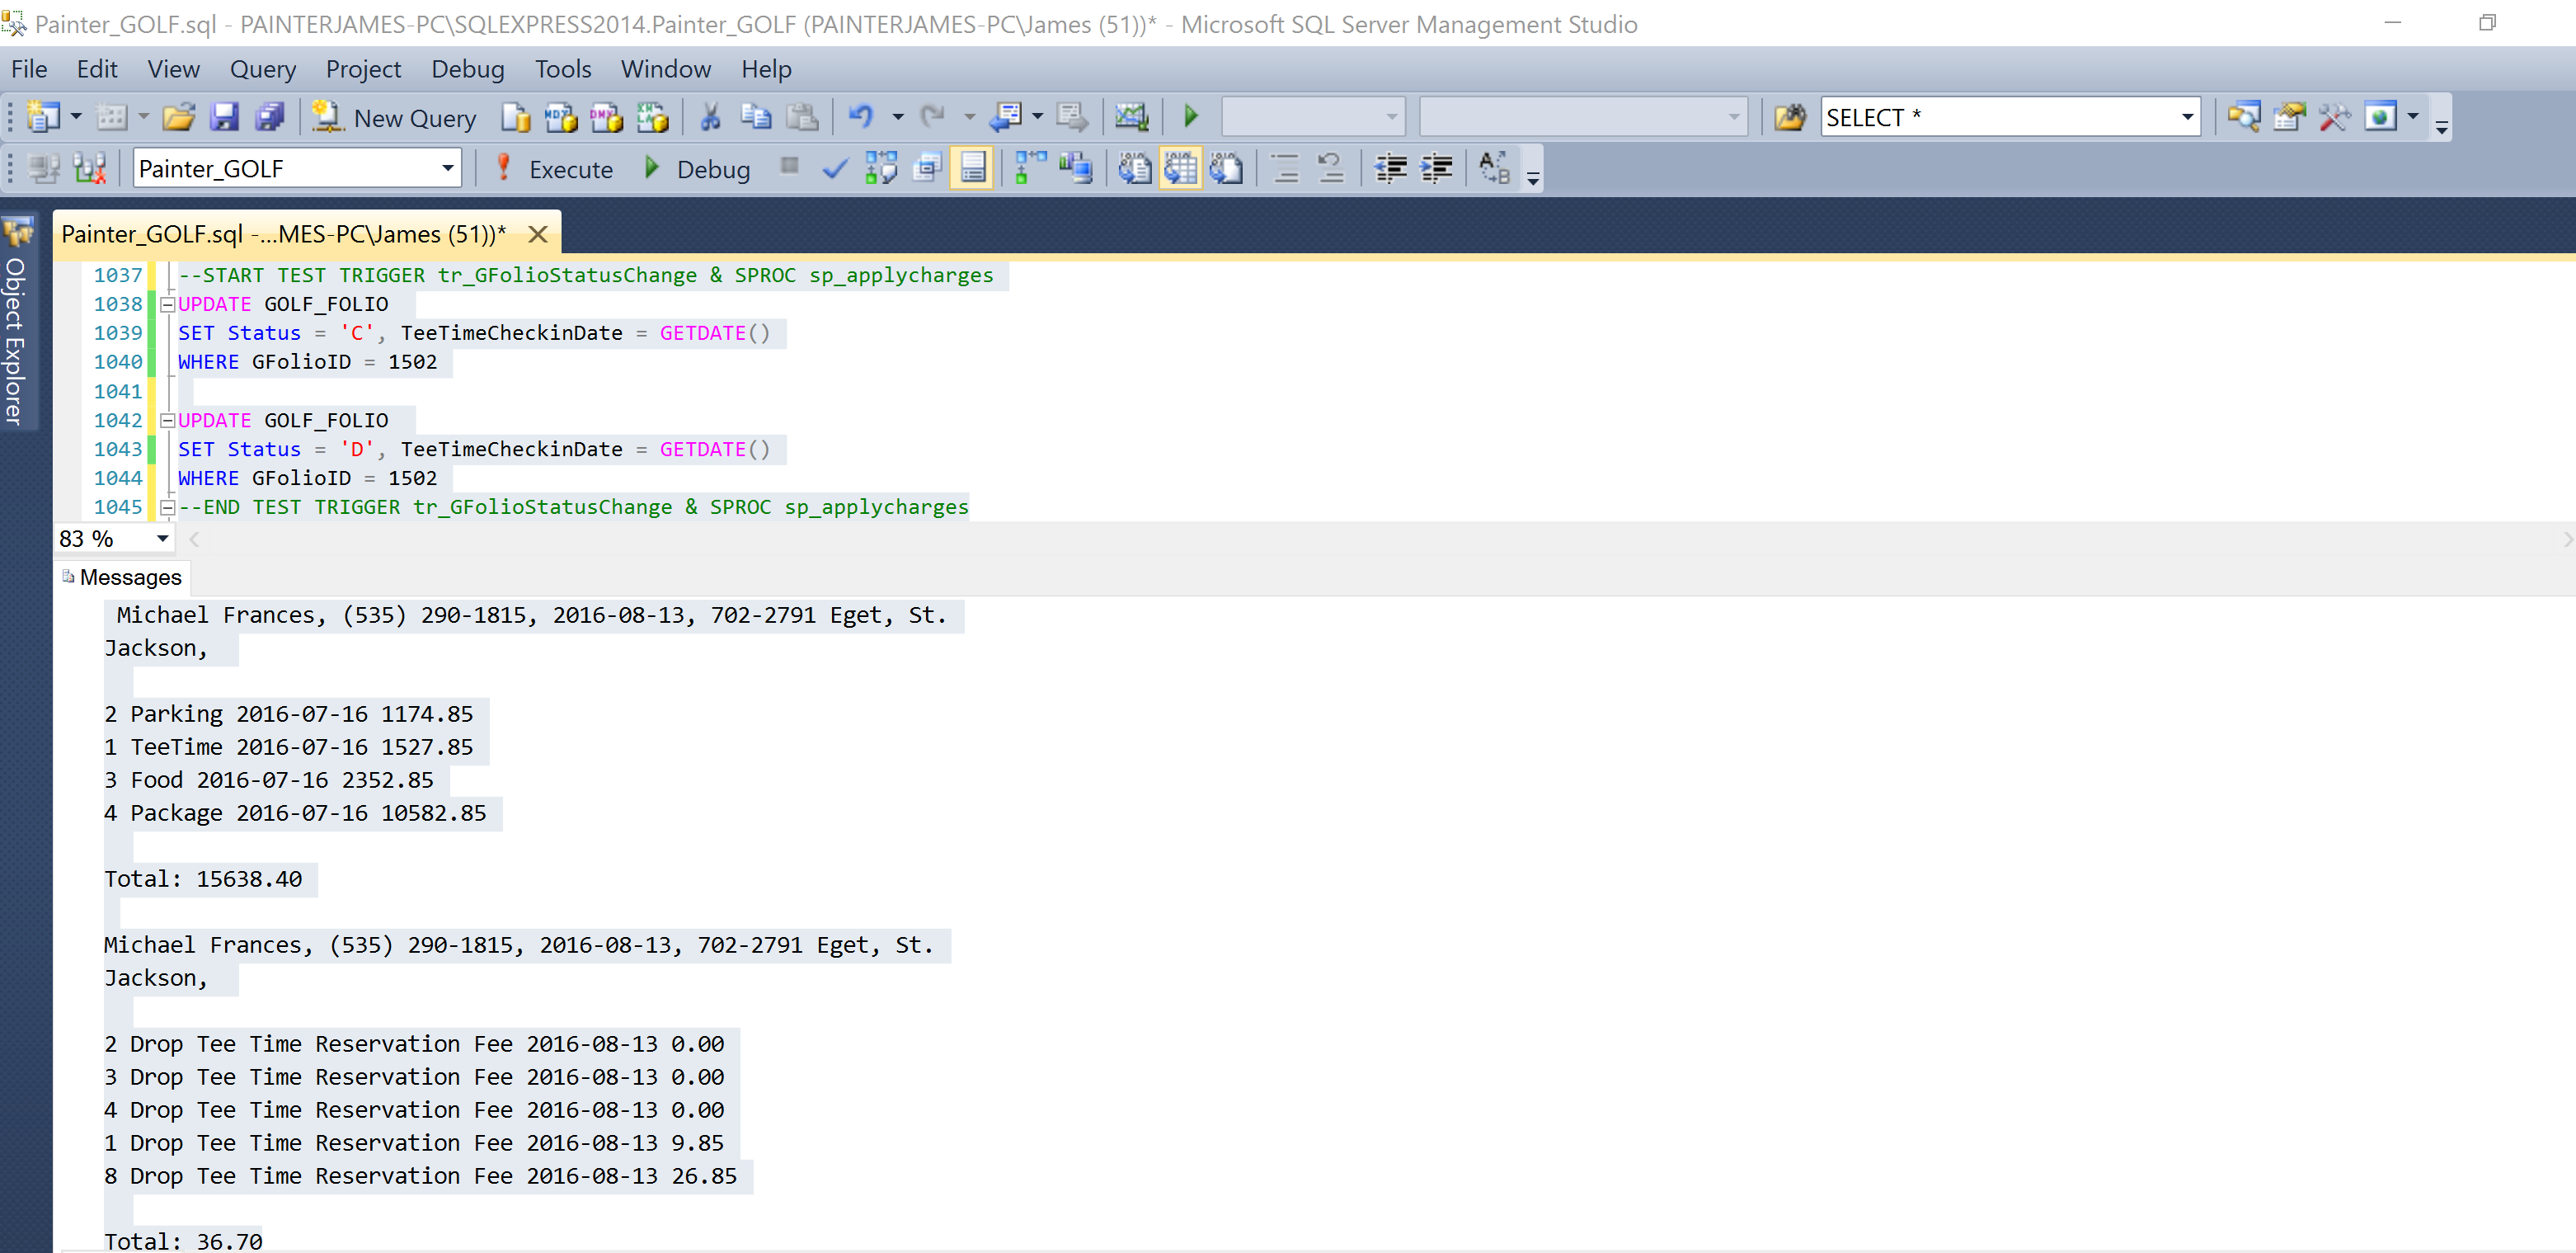 Painter_GOLF.sql - PAINTERJAMES-PC\SQLEXPRESS2014.Painter_GOLF (PAINTERJAMES-PC\James (51))* - Microsoft SQL Server Management Studio
File Edit View Query Project Debug Tools Window Help
New Query MDX DMX XMLA SELECT *
Painter_GOLF Execute Debug
Object Explorer
Painter_GOLF.sql -...MES-PC\James (51))*
1037 --START TEST TRIGGER tr_GFolioStatusChange & SPROC sp_applycharges
1038 UPDATE GOLF_FOLIO
1039 SET Status = 'C', TeeTimeCheckinDate = GETDATE()
1040 WHERE GFolioID = 1502
1041
1042 UPDATE GOLF_FOLIO
1043 SET Status = 'D', TeeTimeCheckinDate = GETDATE()
1044 WHERE GFolioID = 1502
1045 --END TEST TRIGGER tr_GFolioStatusChange & SPROC sp_applycharges
83 %
Messages
Michael Frances, (535) 290-1815, 2016-08-13, 702-2791 Eget, St.
Jackson,
2 Parking 2016-07-16 1174.85
1 TeeTime 2016-07-16 1527.85
3 Food 2016-07-16 2352.85
4 Package 2016-07-16 10582.85
Total: 15638.40
Michael Frances, (535) 290-1815, 2016-08-13, 702-2791 Eget, St.
Jackson,
2 Drop Tee Time Reservation Fee 2016-08-13 0.00
3 Drop Tee Time Reservation Fee 2016-08-13 0.00
4 Drop Tee Time Reservation Fee 2016-08-13 0.00
1 Drop Tee Time Reservation Fee 2016-08-13 9.85
8 Drop Tee Time Reservation Fee 2016-08-13 26.85
Total: 36.70